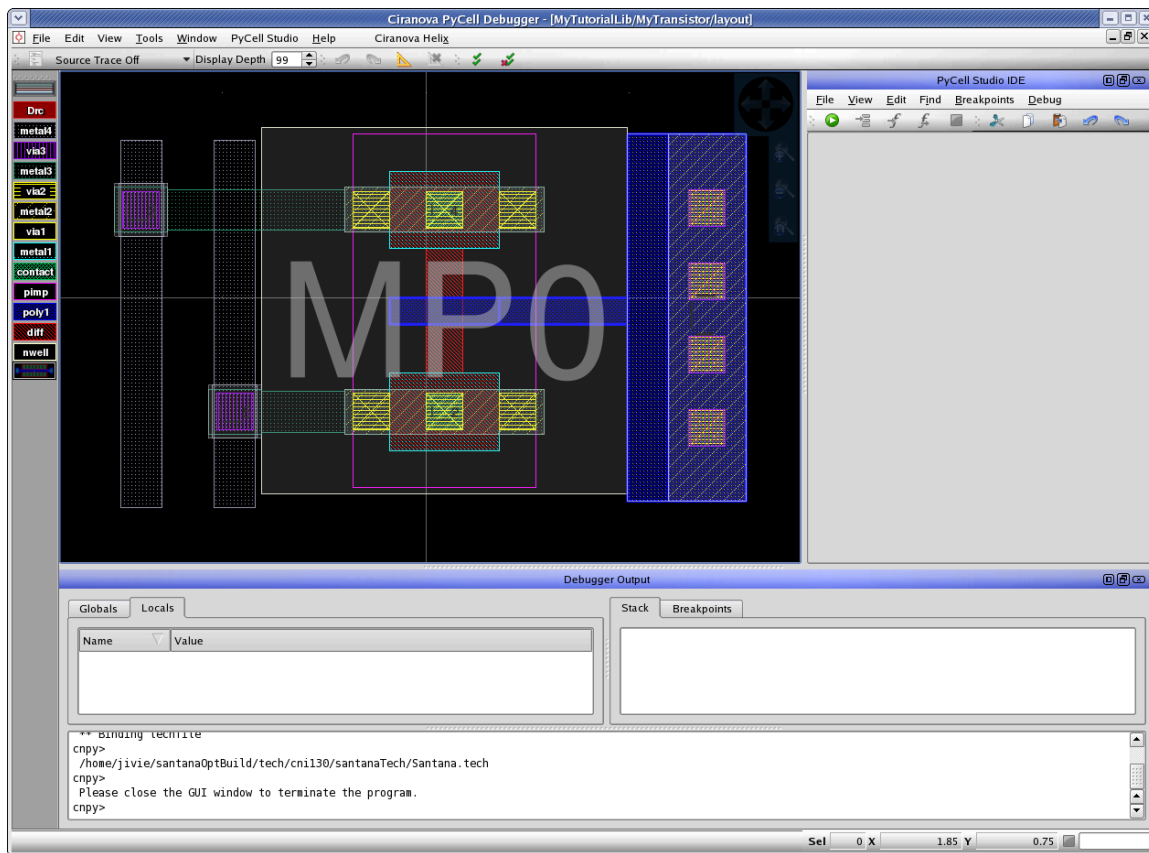 Ciranova PyCell Debugger - [MyTutorialLib/MyTransistor/layout]
File Edit View Tools Window PyCell Studio Help Ciranova Helix
Source Trace Off Display Depth 99
PyCell Studio IDE
File View Edit Find Breakpoints Debug
Drc
metal4
via3
metal3
via2
metal2
via1
metal1
contact
pimp
poly1
diff
nwell
MP0
Debugger Output
Globals Locals
Name Value
Stack Breakpoints
** Binding techfile
cnpy>
/home/jivie/santanaOptBuild/tech/cni130/santanaTech/Santana.tech
cnpy>
Please close the GUI window to terminate the program.
cnpy>
Sel 0 X 1.85 Y 0.75